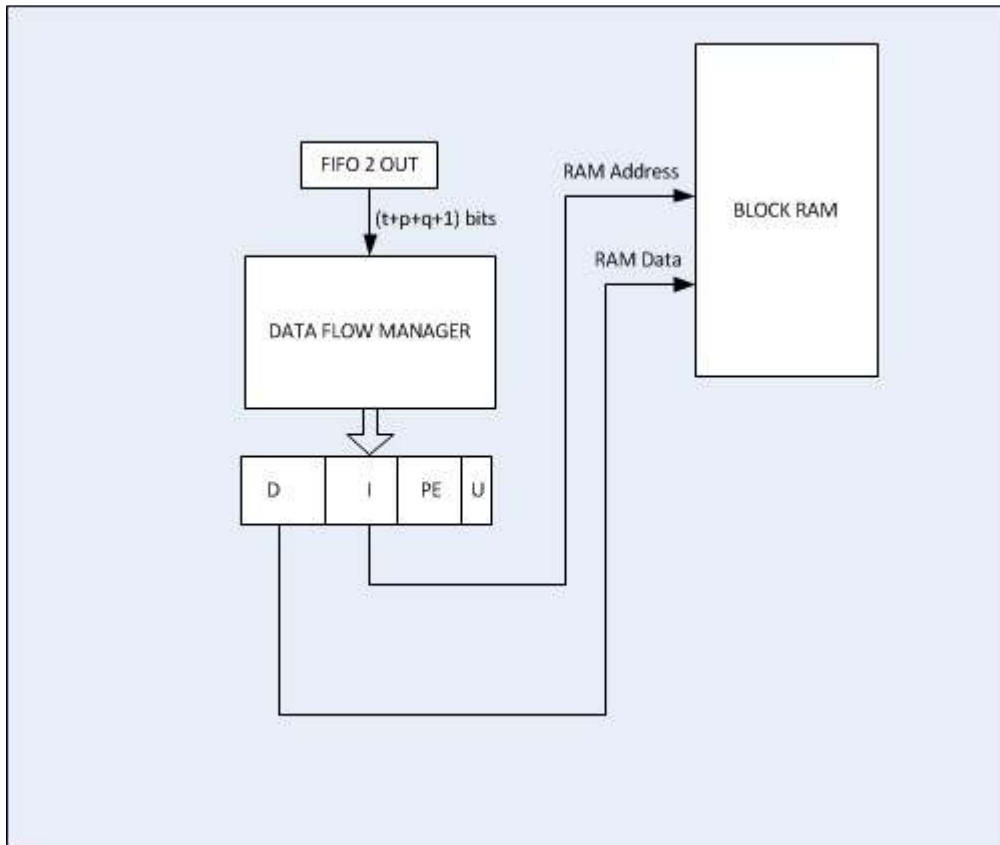 FIFO 2 OUT
(t+p+q+1) bits
DATA FLOW MANAGER
D I PE U
RAM Address
RAM Data
BLOCK RAM